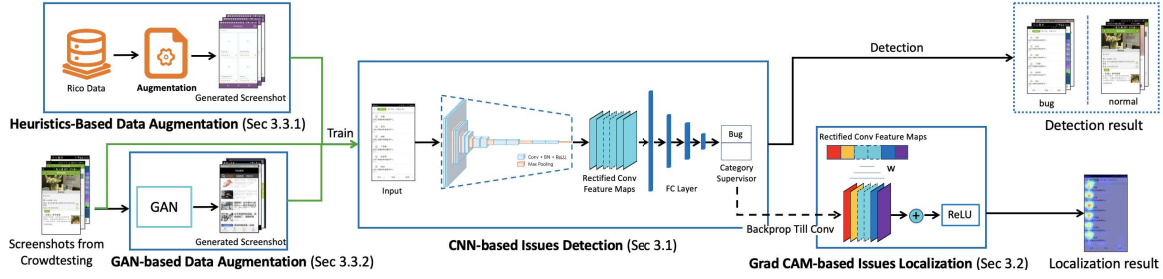 Rico Data
Augmentation
Generated Screenshot
Heuristics-Based Data Augmentation (Sec 3.3.1)
Screenshots from
Crowdtesting
GAN
Generated Screenshot
GAN-based Data Augmentation (Sec 3.3.2)
Train
Input
Conv + BN + ReLU
Max Pooling
Rectified Conv
Feature Maps
FC Layer
Bug
Category
Supervisor
CNN-based Issues Detection (Sec 3.1)
Backprop Till Conv
Detection
bug
normal
Detection result
Rectified Conv Feature Maps
W
+
ReLU
Grad CAM-based Issues Localization (Sec 3.2)
Localization result